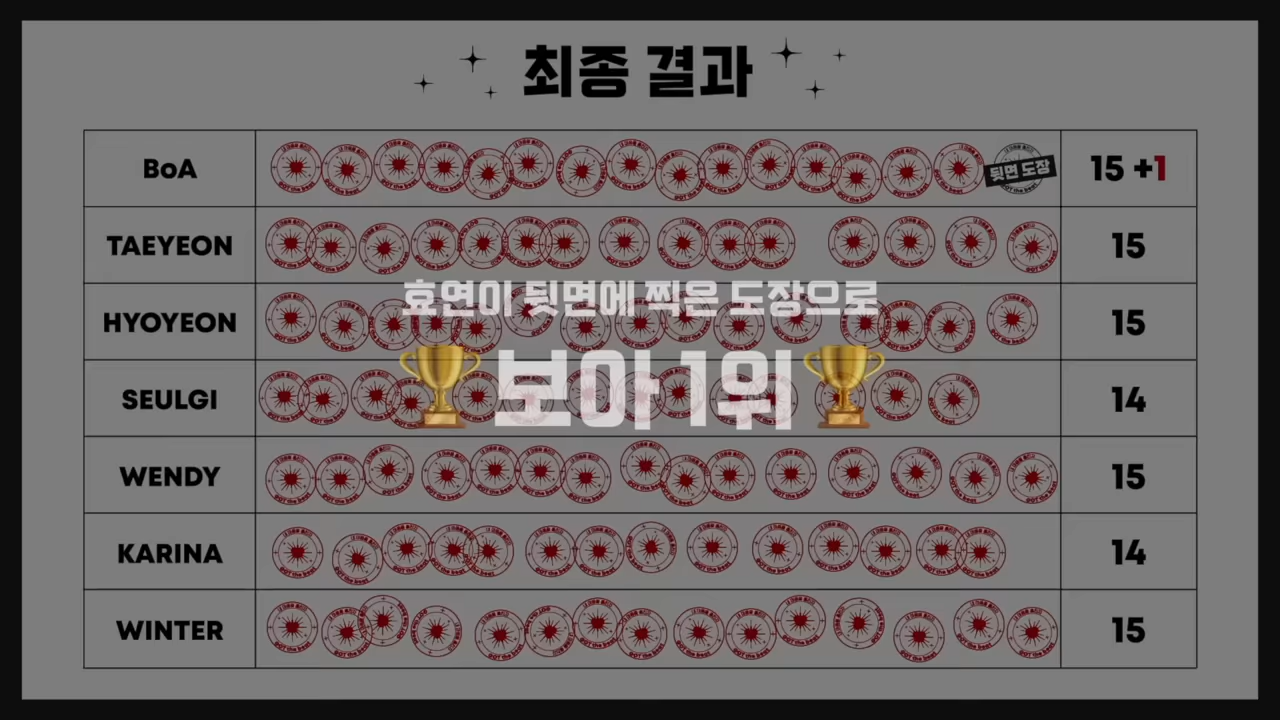 최종 결과
BoA 뒷면 도장 15 +1
TAEYEON 15
효연이 뒷면에 찍은 도장으로
HYOYEON 15
보아 1위
SEULGI 14
WENDY 15
KARINA 14
WINTER 15